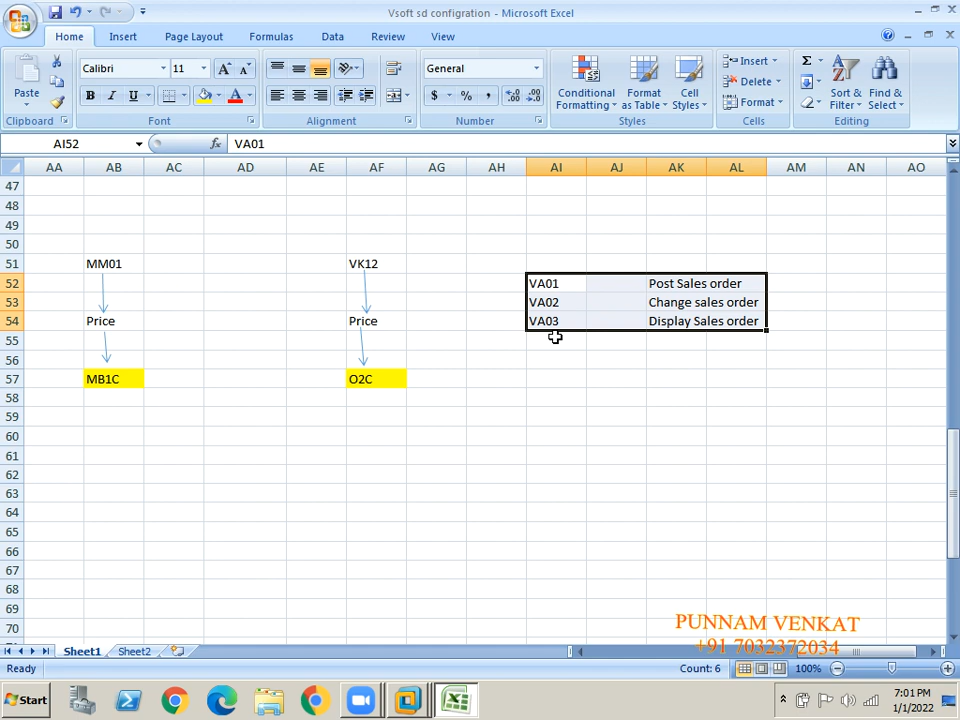 Vsoft sd configration - Microsoft Excel
Home Insert Page Layout Formulas Data Review View
Paste
Calibri 11 A A
B I U A
General
$ % ,
Conditional Formatting
Format as Table
Cell Styles
Insert
Delete
Format
Σ
Sort & Filter
Find & Select
Clipboard Font Alignment Number Styles Cells Editing
AI52 fx VA01
AA AB AC AD AE AF AG AH AI AJ AK AL AM AN AO
47
48
49
50
51 MM01 VK12
52 VA01 Post Sales order
53 VA02 Change sales order
54 Price Price VA03 Display Sales order
55
56
57 MB1C O2C
58
59
60
61
62
63
64
65
66
67
68
69
70
PUNNAM VENKAT
+91 7032372034
Sheet1 Sheet2
Ready Count: 6 100%
Start 7:01 PM
1/1/2022